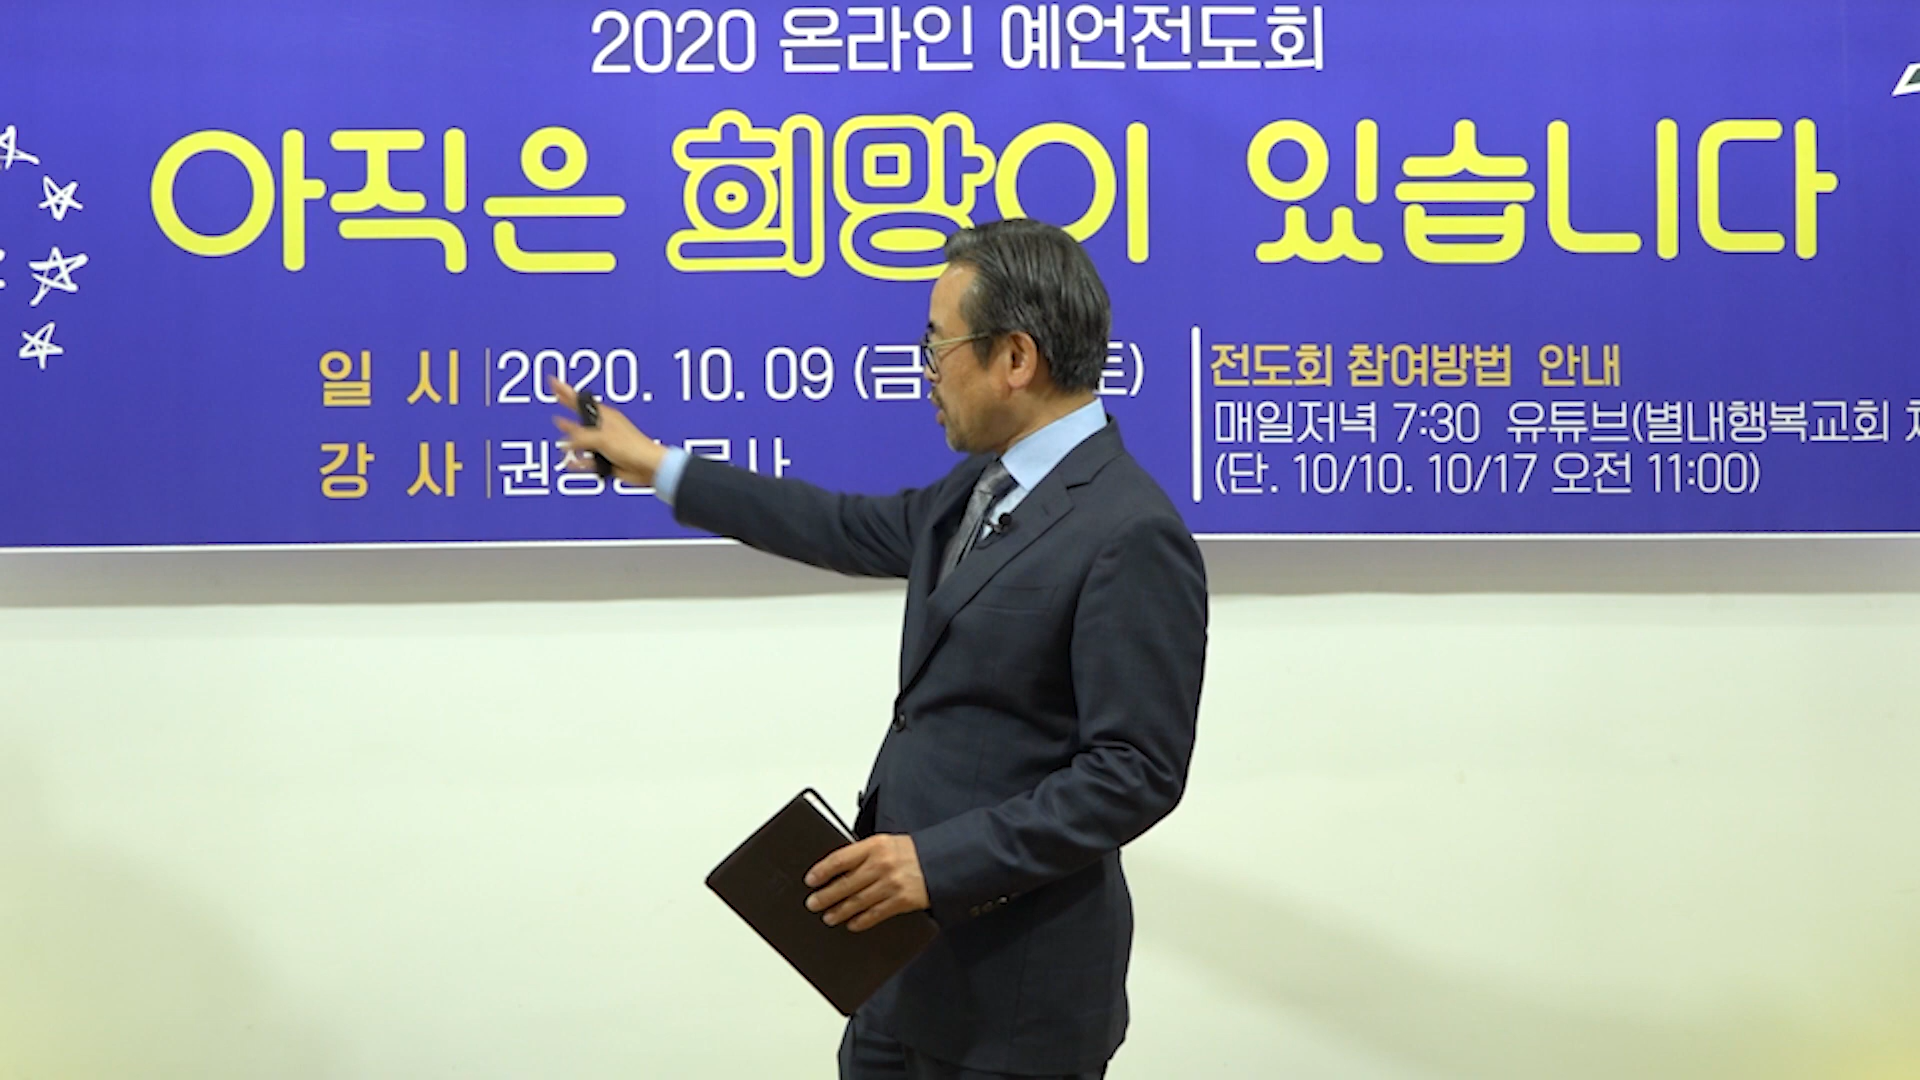 2020 온라인 예언전도회
아직은 희망이 있습니다
일 시 2020. 10. 09 (금) 토)
강 사
전도회 참여방법 안내
매일저녁 7:30 유튜브(별내행복교회
(단. 10/10. 10/17 오전 11:00)